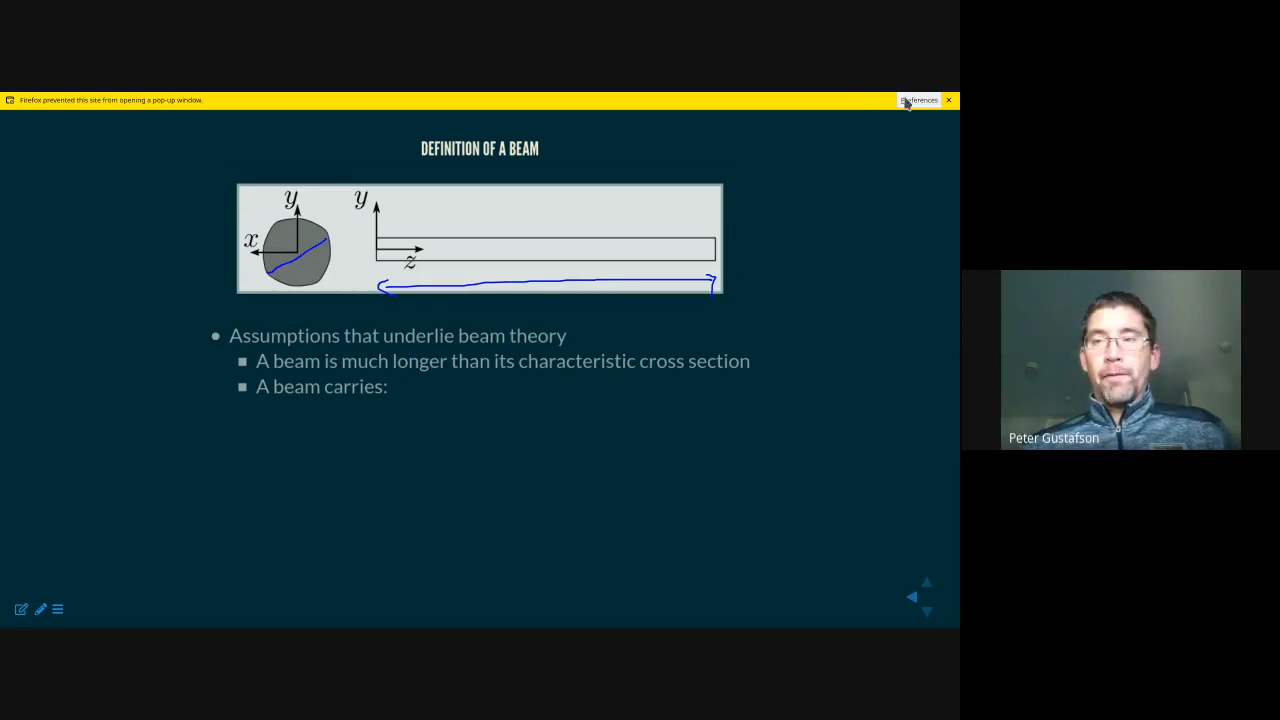 Firefox prevented this site from opening a pop-up window.
Preferences
DEFINITION OF A BEAM
y
y
x
z
Assumptions that underlie beam theory
A beam is much longer than its characteristic cross section
A beam carries:
Peter Gustafson